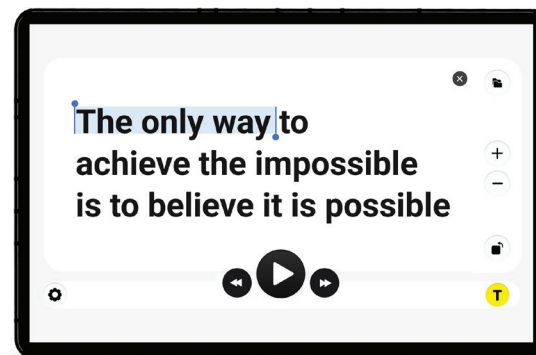 The only way to
achieve the impossible
is to believe it is possible
T